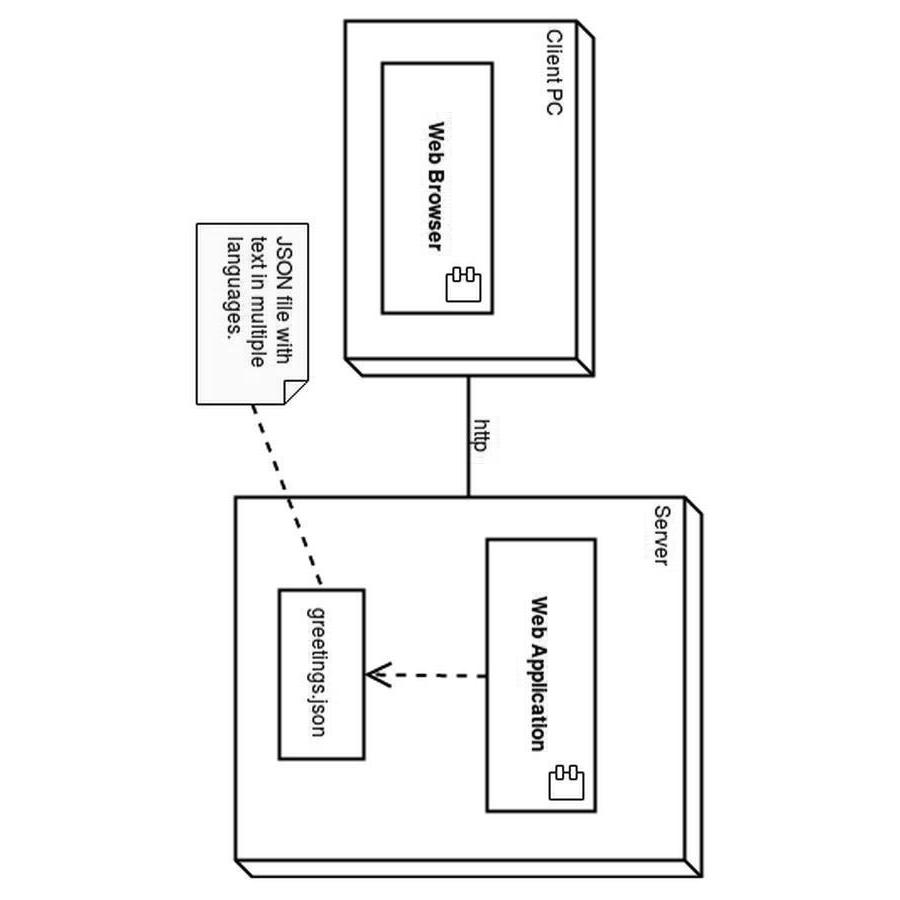 Client PC
Web Browser
http
Server
Web Application
greetings.json
JSON file with
text in multiple
languages.